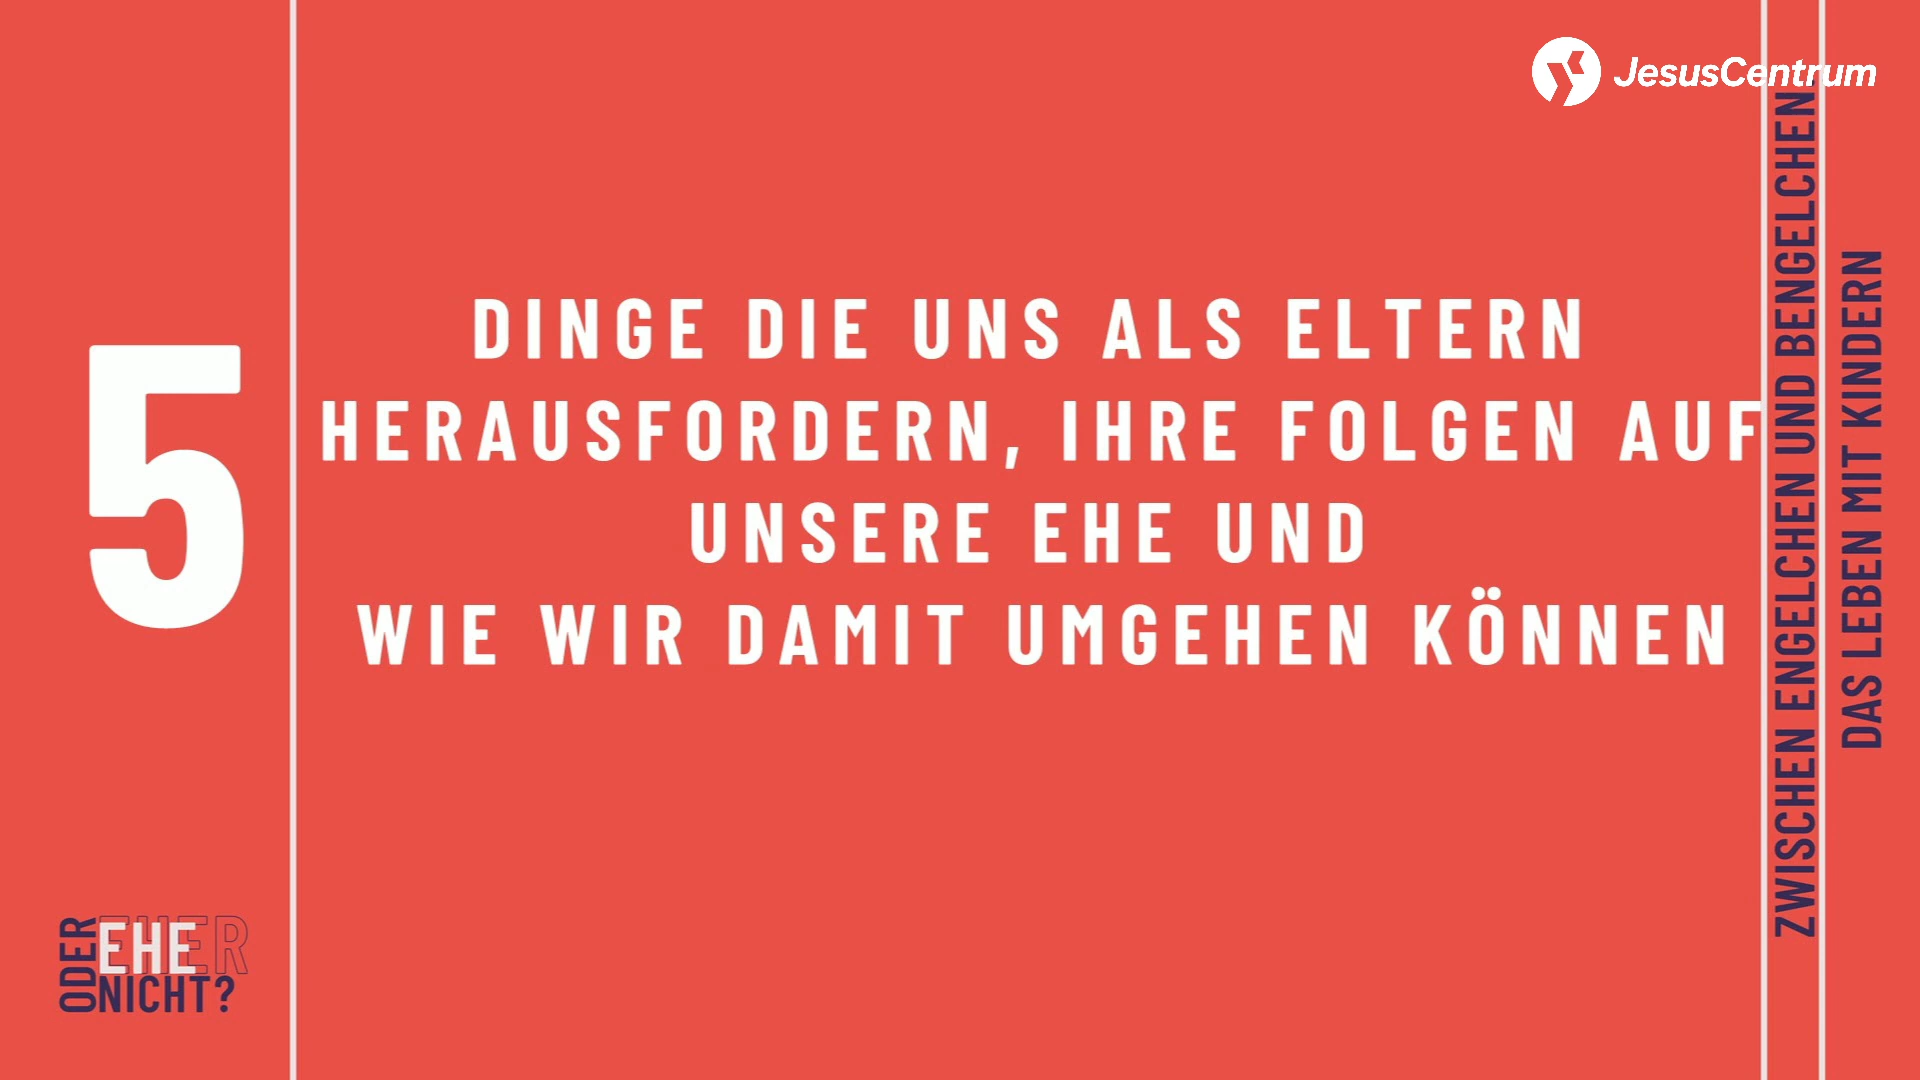 JesusCentrum
5
DINGE DIE UNS ALS ELTERN
HERAUSFORDERN, IHRE FOLGEN AUF
UNSERE EHE UND
WIE WIR DAMIT UMGEHEN KÖNNEN
ZWISCHEN ENGELCHEN UND BENGELCHEN,
DAS LEBEN MIT KINDERN
ODER
EHER
NICHT?